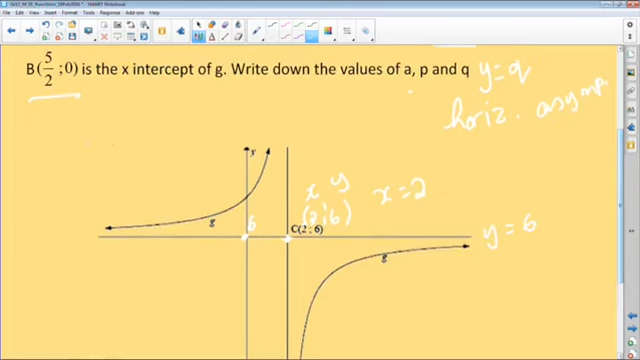 B(5/2 ; 0) is the x intercept of g. Write down the values of a, p and q
y = q
horiz. asymp.
y
x y
(2;6)
x = 2
g
6
C(2 ; 6)
y = 6
g